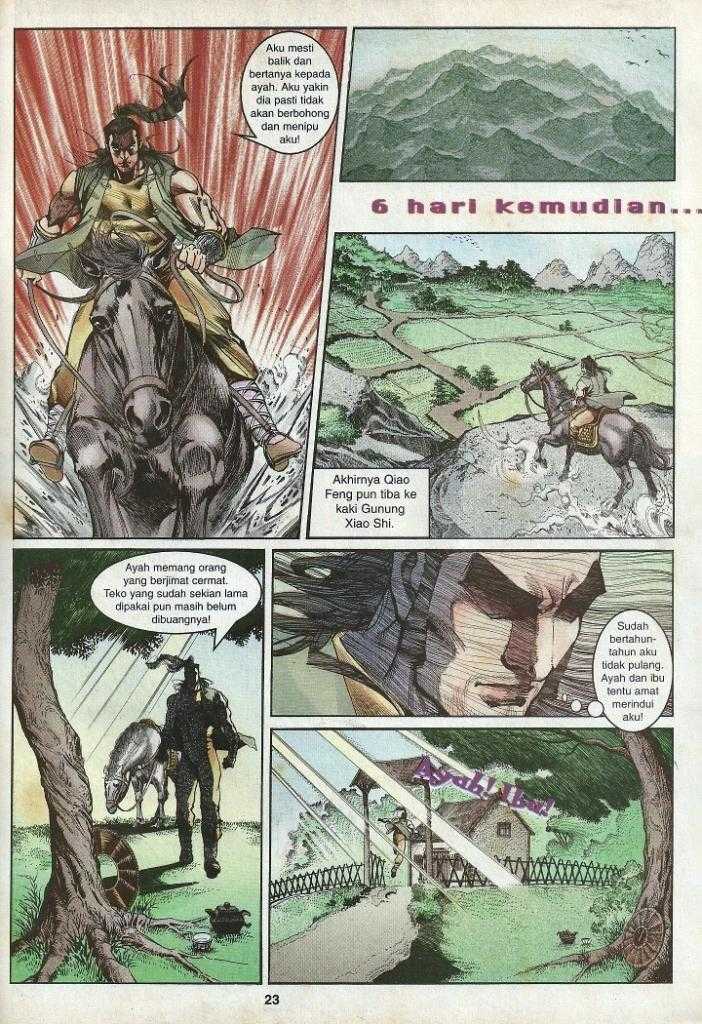 Aku mesti
balik dan
bertanya kepada
ayah. Aku yakin
dia pasti tidak
akan berbohong
dan menipu
aku!
6 hari kemudian...
Akhirnya Qiao
Feng pun tiba ke
kaki Gunung
Xiao Shi.
Ayah memang orang
yang berjimat cermat.
Teko yang sudah sekian lama
dipakai pun masih belum
dibuangnya!
Sudah
bertahun-
tahun aku
tidak pulang.
Ayah dan ibu
tentu amat
merindui
aku!
Ayah! Ibu!
23